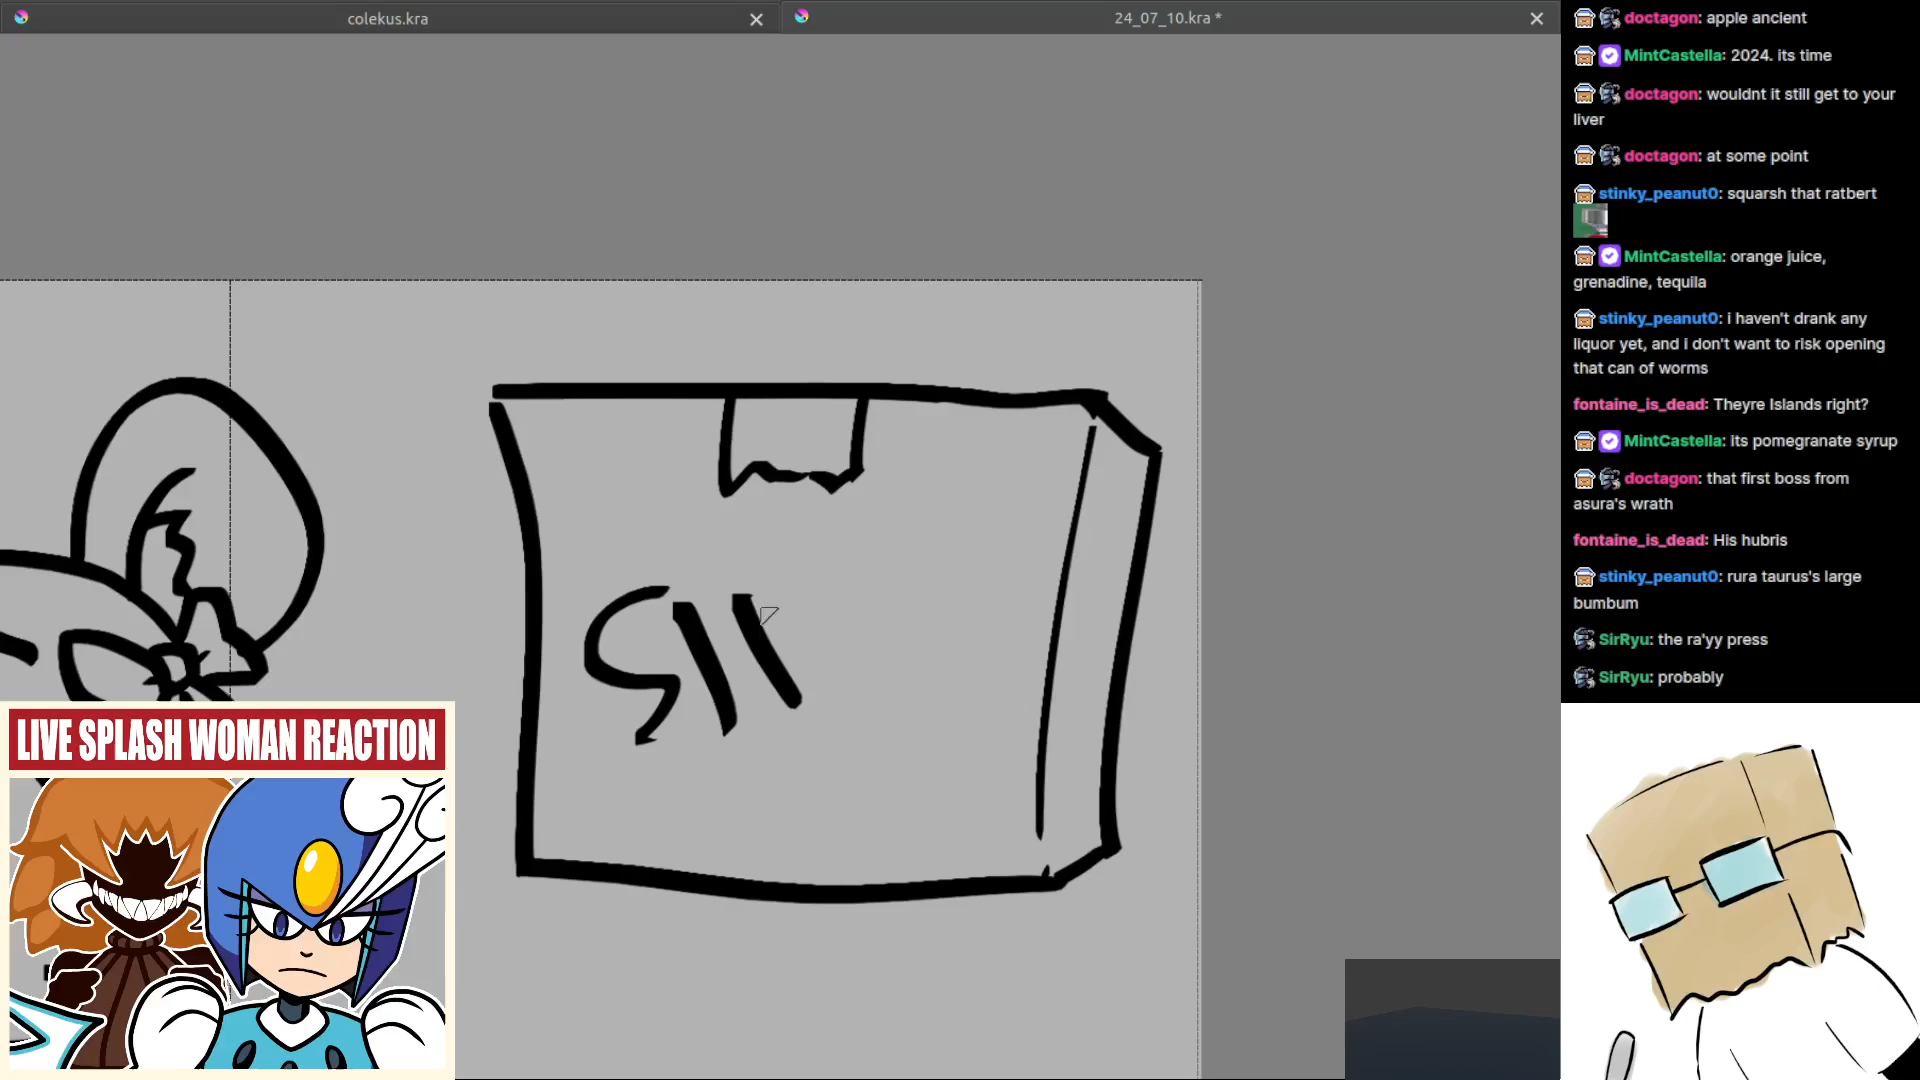 colekus.kra
24_07_10.kra *
doctagon: apple ancient
MintCastella: 2024. its time
doctagon: wouldnt it still get to your
liver
doctagon: at some point
stinky_peanut0: squarsh that ratbert
MintCastella: orange juice,
grenadine, tequila
stinky_peanut0: i haven't drank any
liquor yet, and i don't want to risk opening
that can of worms
fontaine_is_dead: Theyre Islands right?
MintCastella: its pomegranate syrup
doctagon: that first boss from
asura's wrath
fontaine_is_dead: His hubris
stinky_peanut0: rura taurus's large
bumbum
SirRyu: the ra'yy press
SirRyu: probably
LIVE SPLASH WOMAN REACTION